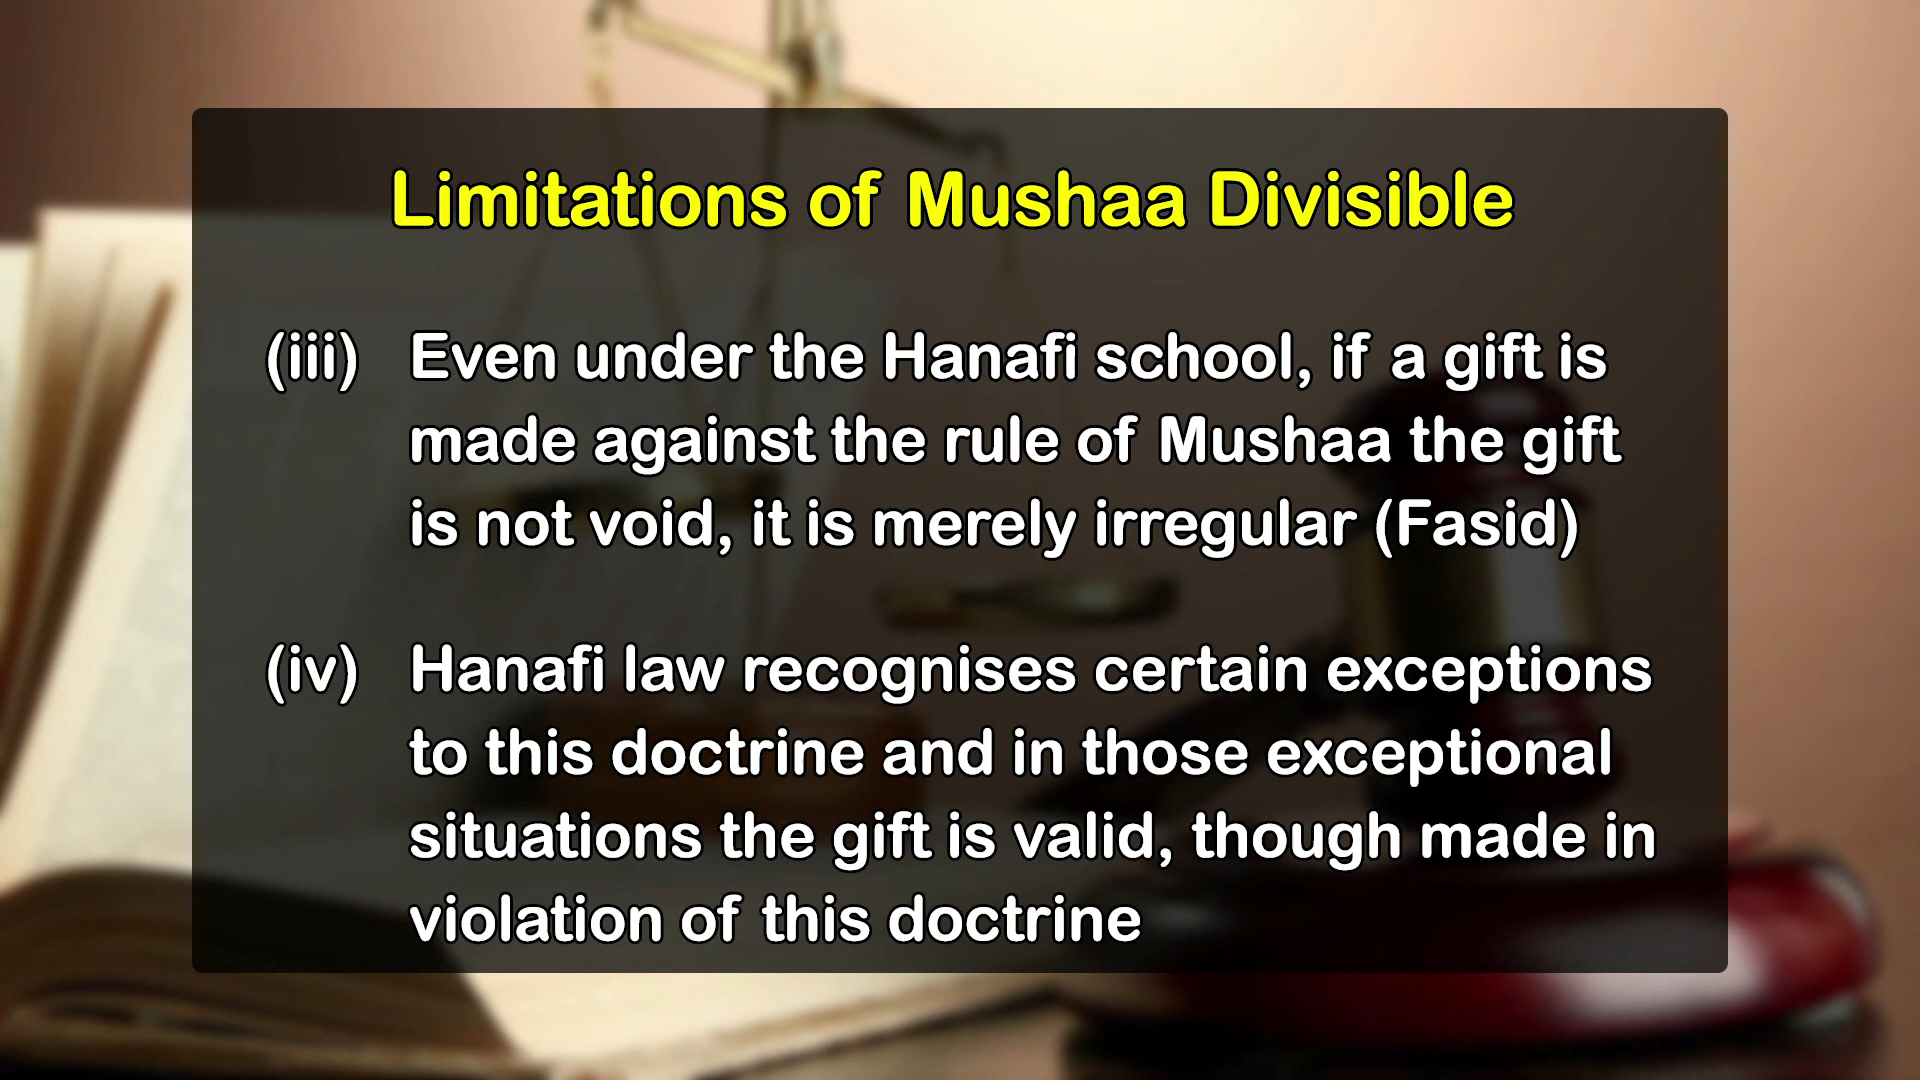 Limitations of Mushaa Divisible
(iii) Even under the Hanafi school, if a gift is
made against the rule of Mushaa the gift
is not void, it is merely irregular (Fasid)
(iv) Hanafi law recognises certain exceptions
to this doctrine and in those exceptional
situations the gift is valid, though made in
violation of this doctrine